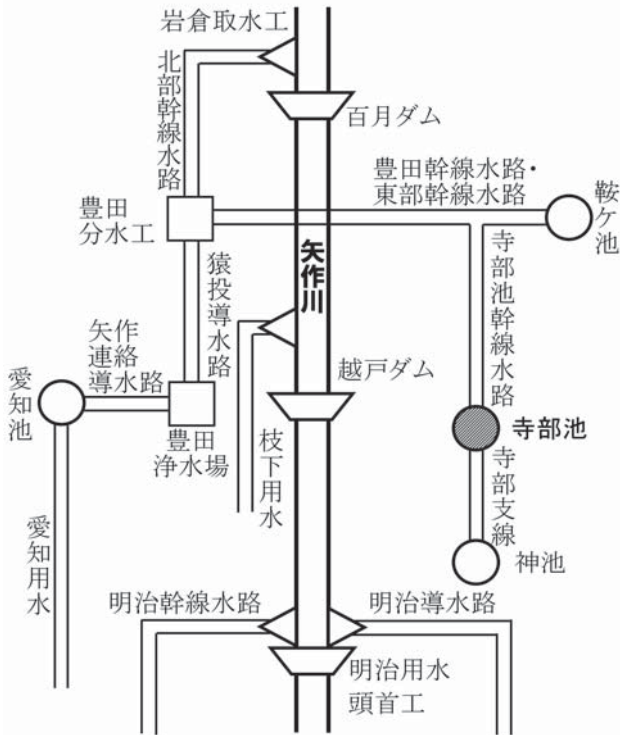 岩倉取水工
北部幹線水路
百月ダム
豊田幹線水路・
東部幹線水路
鞍ケ池
豊田
分水工
矢作川
猿投導水路
寺部池幹線水路
矢作
連絡
導水路
越戸ダム
愛知池
寺部池
豊田
浄水場
枝下用水
寺部支線
愛知用水
神池
明治幹線水路
明治導水路
明治用水
頭首工